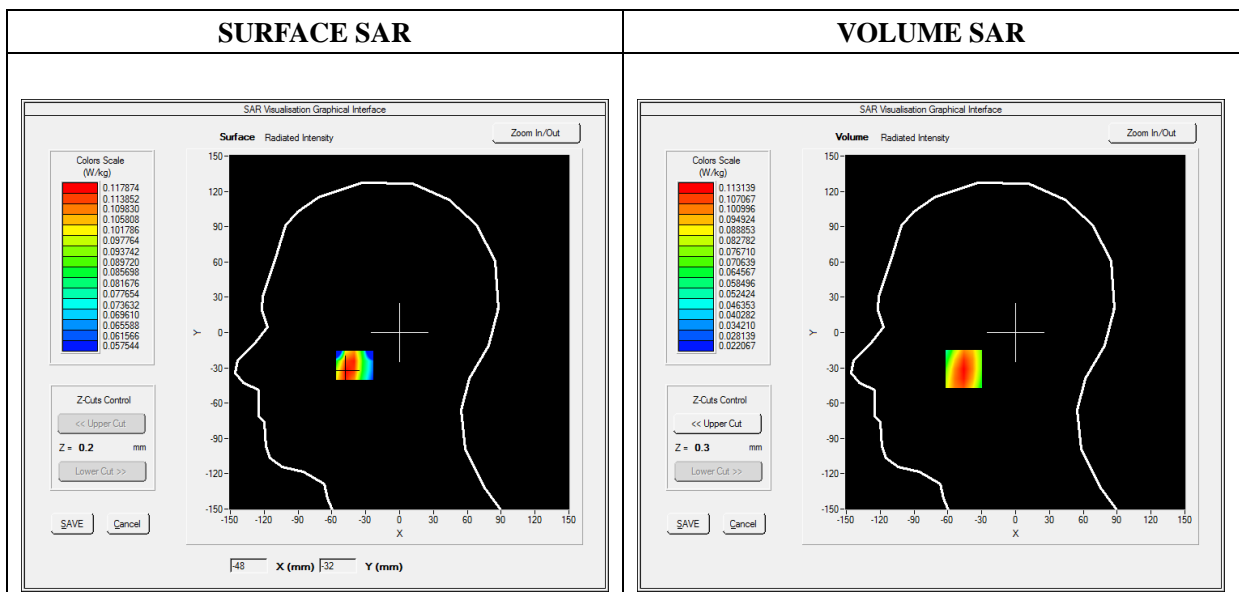 SURFACE SAR
VOLUME SAR
SAR Visualisation Graphical Interface
Surface Radiated Intensity
Zoom In/Out
Colors Scale
(W/kg)
0.117874
0.113852
0.109830
0.105808
0.101786
0.097764
0.093742
0.089720
0.085698
0.081676
0.077654
0.073632
0.069610
0.065588
0.061566
0.057544
Z-Cuts Control
<< Upper Cut
Z = 0.2 mm
Lower Cut >>
SAVE Cancel
150
120
90
60
30
Y 0
-30
-60
-90
-120
-150
-150 -120 -90 -60 -30 0 30 60 90 120 150
X
-48 X (mm) -32 Y (mm)
SAR Visualisation Graphical Interface
Volume Radiated Intensity
Zoom In/Out
Colors Scale
(W/kg)
0.113139
0.107067
0.100996
0.094924
0.088853
0.082782
0.076710
0.070639
0.064567
0.058496
0.052424
0.046353
0.040282
0.034210
0.028139
0.022067
Z-Cuts Control
<< Upper Cut
Z = 0.3 mm
Lower Cut >>
SAVE Cancel
150
120
90
60
30
Y 0
-30
-60
-90
-120
-150
-150 -120 -90 -60 -30 0 30 60 90 120 150
X